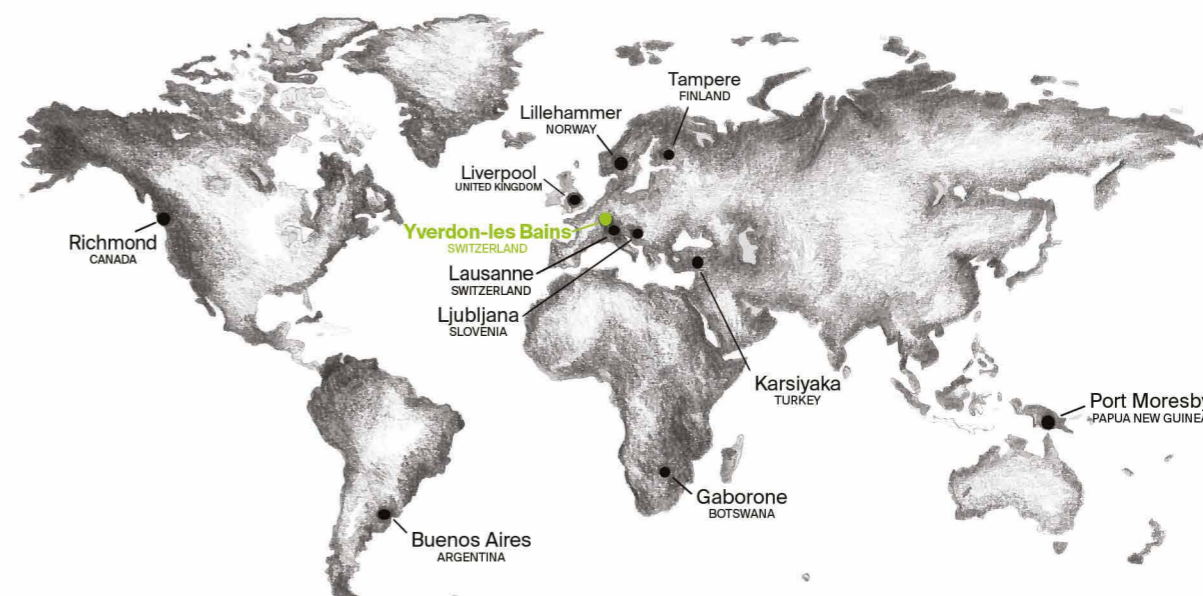 Tampere
FINLAND
Lillehammer
NORWAY
Liverpool
UNITED KINGDOM
Yverdon-les Bains
SWITZERLAND
Richmond
CANADA
Lausanne
SWITZERLAND
Ljubljana
SLOVENIA
Karsiyaka
TURKEY
Port Moresby
PAPUA NEW GUINEA
Gaborone
BOTSWANA
Buenos Aires
ARGENTINA